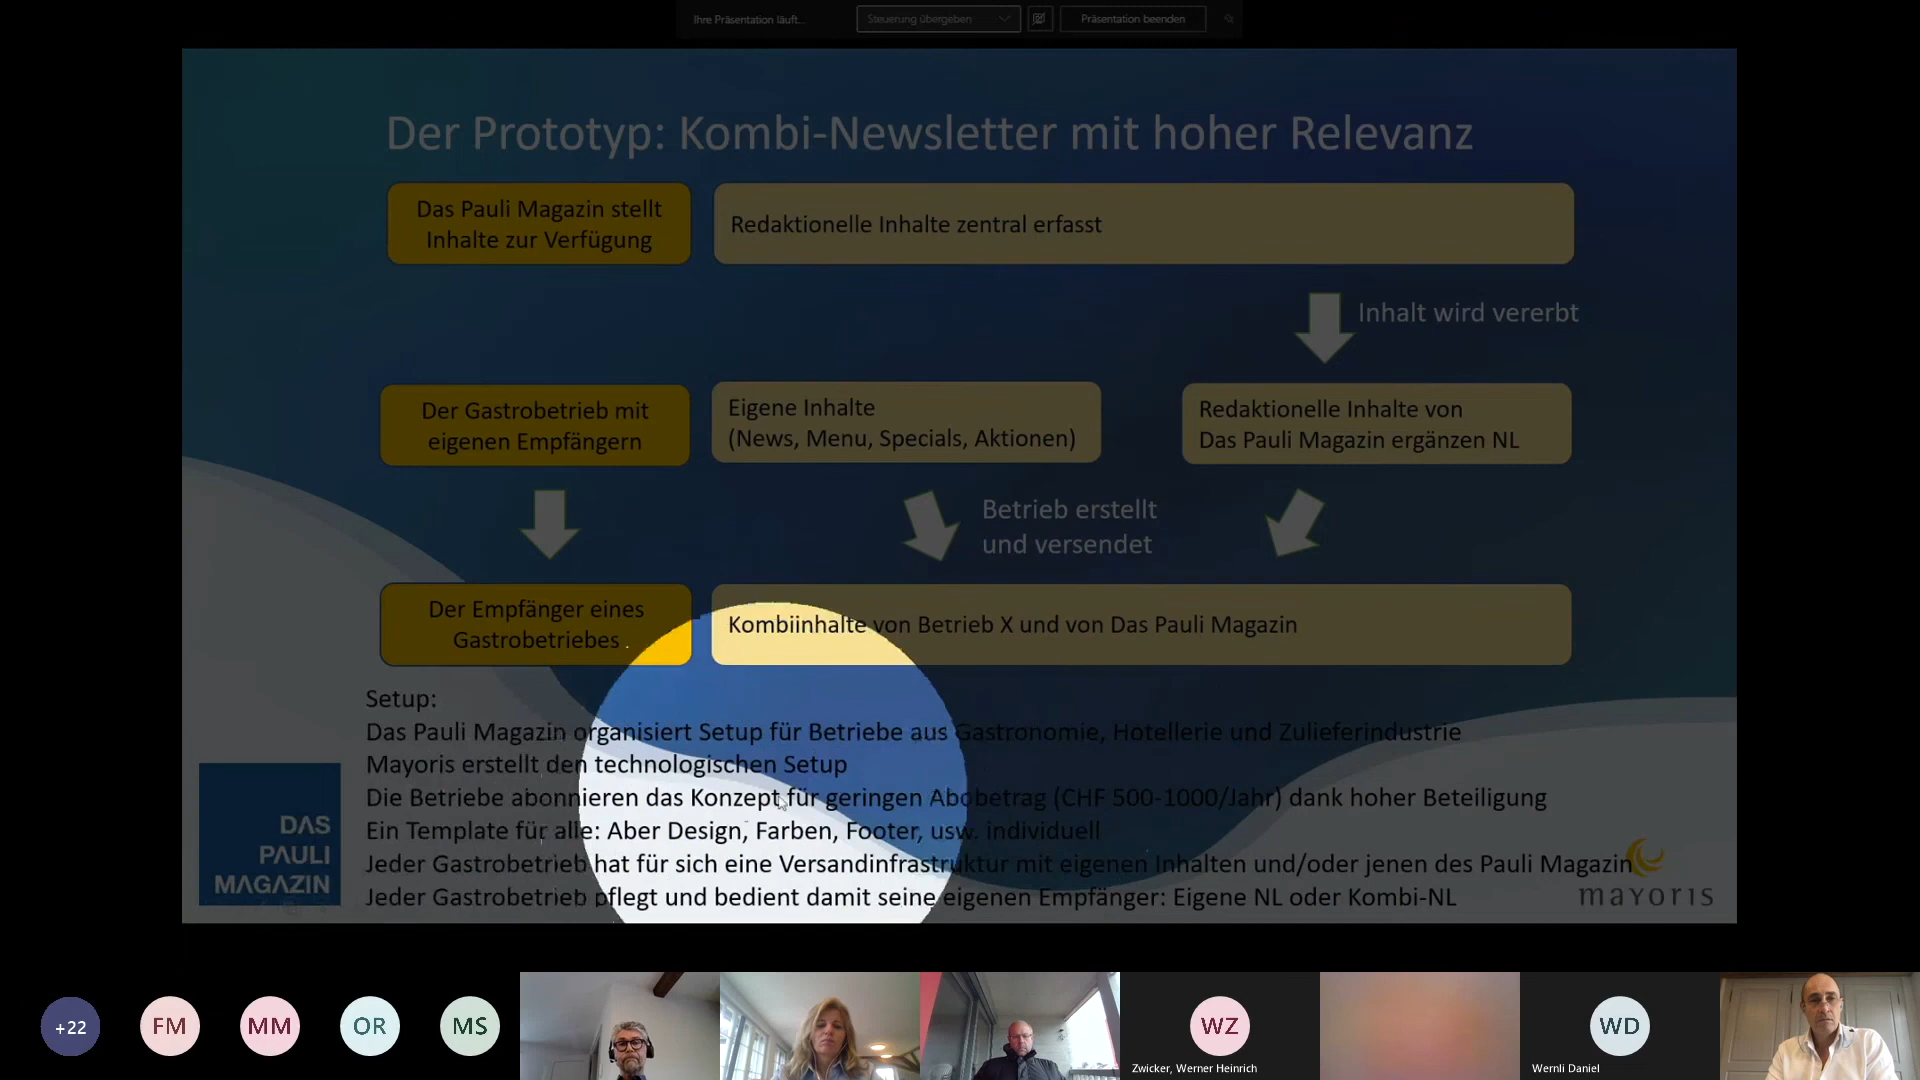 Ihre Präsentation läuft...
Steuerung übergeben
Präsentation beenden
Der Prototyp: Kombi-Newsletter mit hoher Relevanz
Das Pauli Magazin stellt
Inhalte zur Verfügung
Redaktionelle Inhalte zentral erfasst
Inhalt wird vererbt
Der Gastrobetrieb mit
eigenen Empfängern
Eigene Inhalte
(News, Menu, Specials, Aktionen)
Redaktionelle Inhalte von
Das Pauli Magazin ergänzen NL
Betrieb erstellt
und versendet
Der Empfänger eines
Gastrobetriebes
Kombiinhalte von Betrieb X und von Das Pauli Magazin
Setup:
Das Pauli Magazin organisiert Setup für Betriebe aus Gastronomie, Hotellerie und Zulieferindustrie
Mayoris erstellt den technologischen Setup
Die Betriebe abonnieren das Konzept für geringen Abobetrag (CHF 500-1000/Jahr) dank hoher Beteiligung
Ein Template für alle: Aber Design, Farben, Footer, usw. individuell
Jeder Gastrobetrieb hat für sich eine Versandinfrastruktur mit eigenen Inhalten und/oder jenen des Pauli Magazin
Jeder Gastrobetrieb pflegt und bedient damit seine eigenen Empfänger: Eigene NL oder Kombi-NL
DAS
PAULI
MAGAZIN
mayoris
+22
FM
MM
OR
MS
WZ
Zwicker, Werner Heinrich
WD
Wernli Daniel